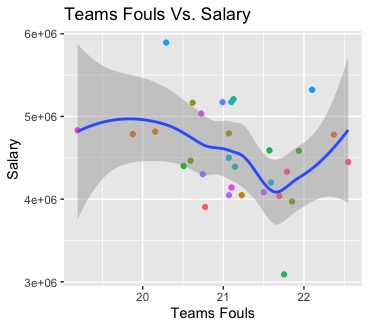 Teams Fouls Vs. Salary
6e+06
5e+06
4e+06
3e+06
Salary
20 21 22
Teams Fouls